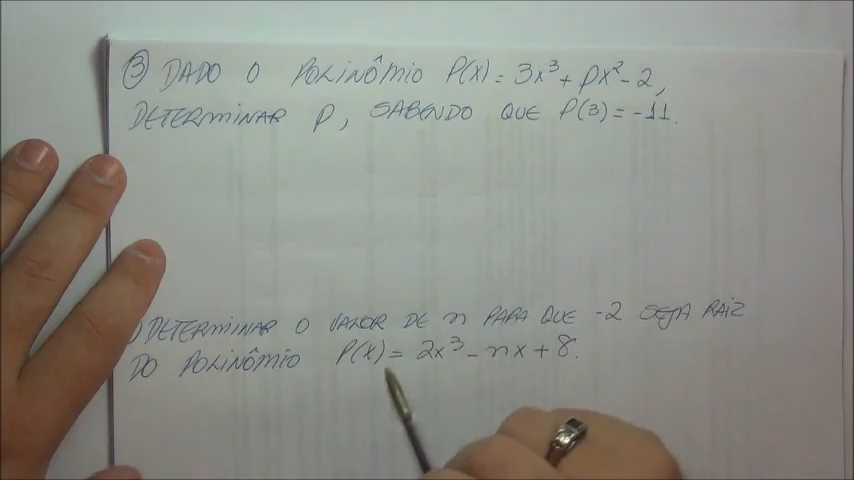 ③ DADO O POLINÔMIO P(X) = 3x³ + px² - 2,
DETERMINAR P, SABENDO QUE P(3) = -11.
) DETERMINAR O VALOR DE n PARA QUE -2 SEJA RAIZ
DO POLINÔMIO P(X) = 2x³ - nx + 8.